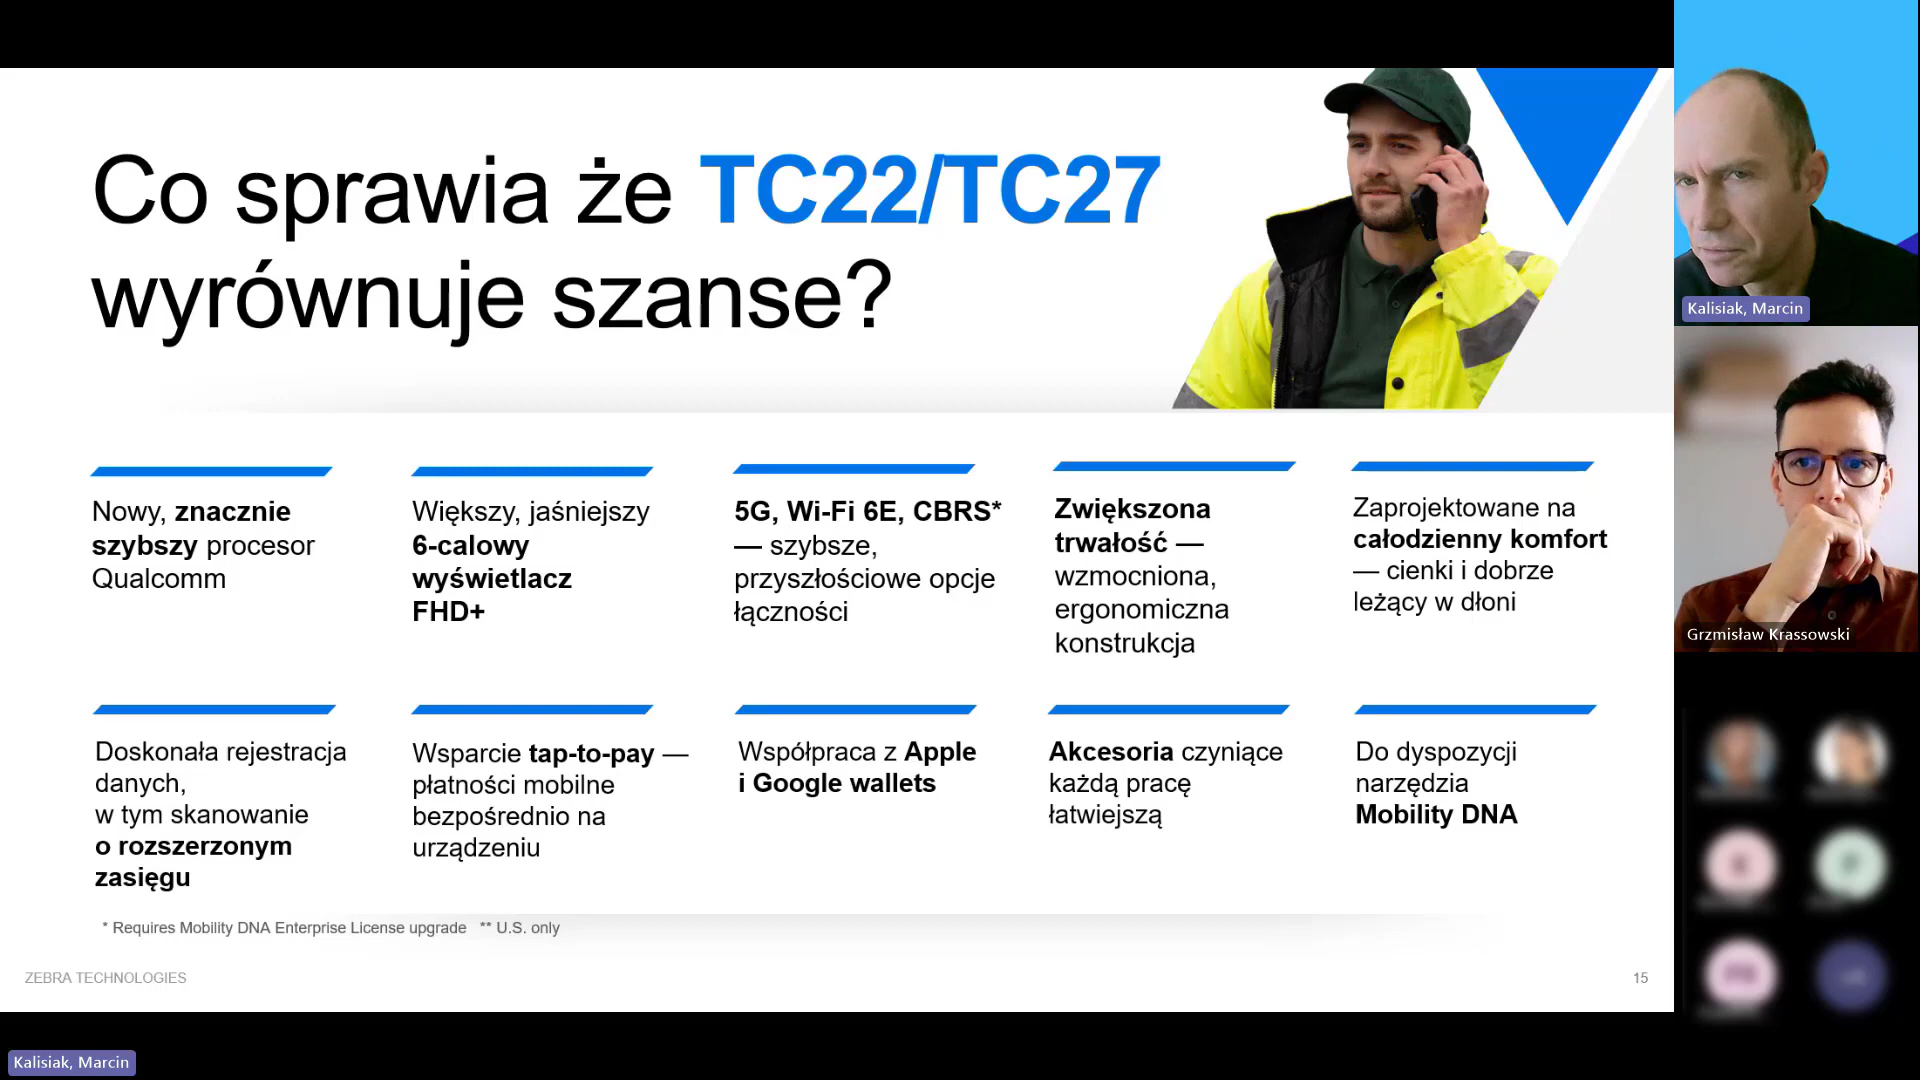 Co sprawia że TC22/TC27
wyrównuje szanse?
Nowy, znacznie
szybszy procesor
Qualcomm
Większy, jaśniejszy
6-calowy
wyświetlacz
FHD+
5G, Wi-Fi 6E, CBRS*
— szybsze,
przyszłościowe opcje
łączności
Zwiększona
trwałość —
wzmocniona,
ergonomiczna
konstrukcja
Zaprojektowane na
całodzienny komfort
— cienki i dobrze
leżący w dłoni
Doskonała rejestracja
danych,
w tym skanowanie
o rozszerzonym
zasięgu
Wsparcie tap-to-pay —
płatności mobilne
bezpośrednio na
urządzeniu
Współpraca z Apple
i Google wallets
Akcesoria czyniące
każdą pracę
łatwiejszą
Do dyspozycji
narzędzia
Mobility DNA
* Requires Mobility DNA Enterprise License upgrade ** U.S. only
ZEBRA TECHNOLOGIES
15
Kalisiak, Marcin
Grzmisław Krassowski
Kalisiak, Marcin